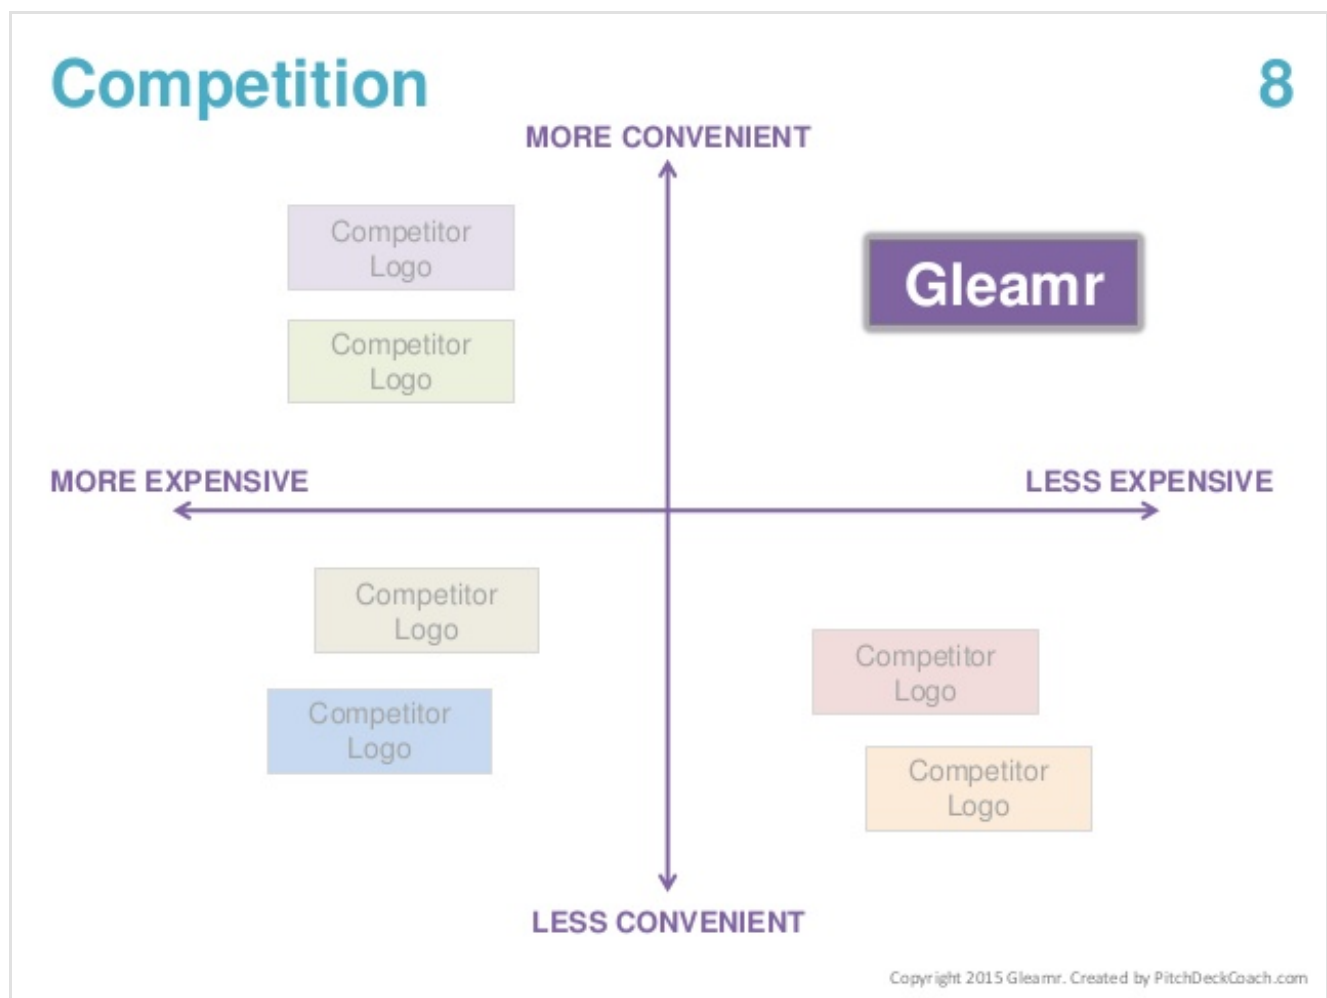 Competition
8
MORE CONVENIENT
Competitor
Logo
Gleamr
Competitor
Logo
MORE EXPENSIVE
LESS EXPENSIVE
Competitor
Logo
Competitor
Logo
Competitor
Logo
Competitor
Logo
LESS CONVENIENT
Copyright 2015 Gleamr. Created by PitchDeckCoach.com